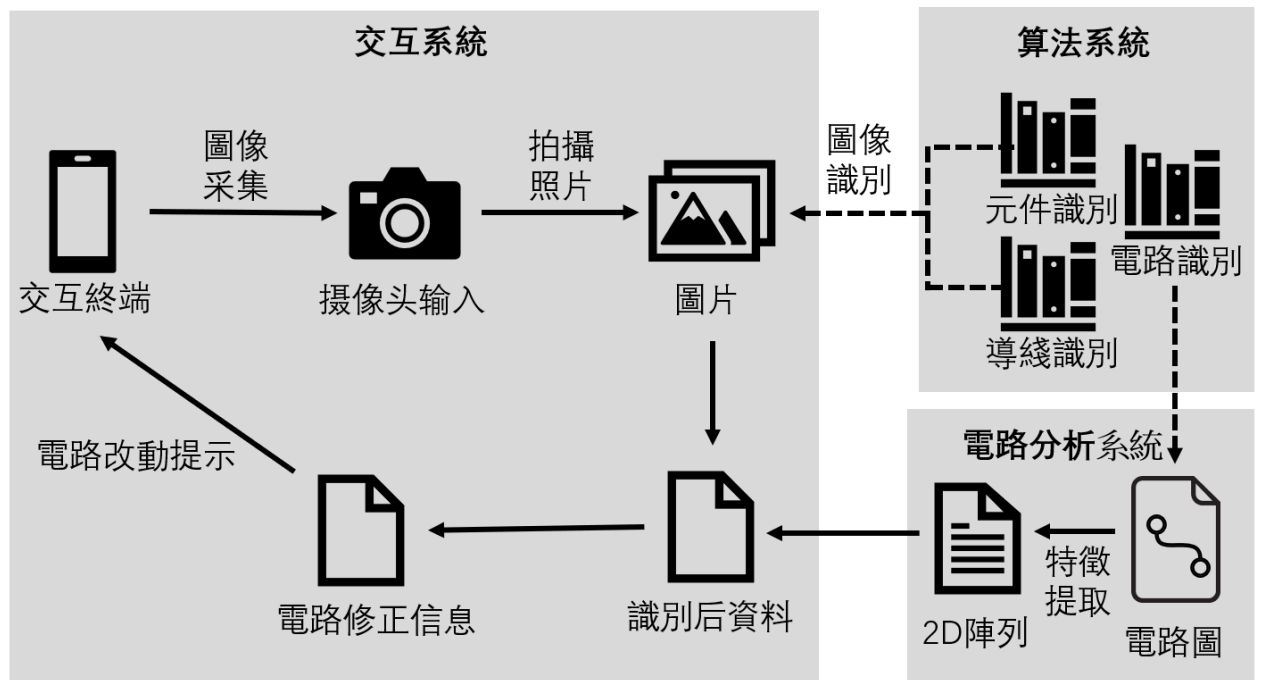 交互系統
算法系統
圖像
采集
拍攝
照片
圖像
識別
元件識別
電路識別
交互終端
摄像头输入
圖片
導綫識別
電路改動提示
電路分析系統
特徵
提取
電路修正信息
識別后資料
2D陣列
電路圖